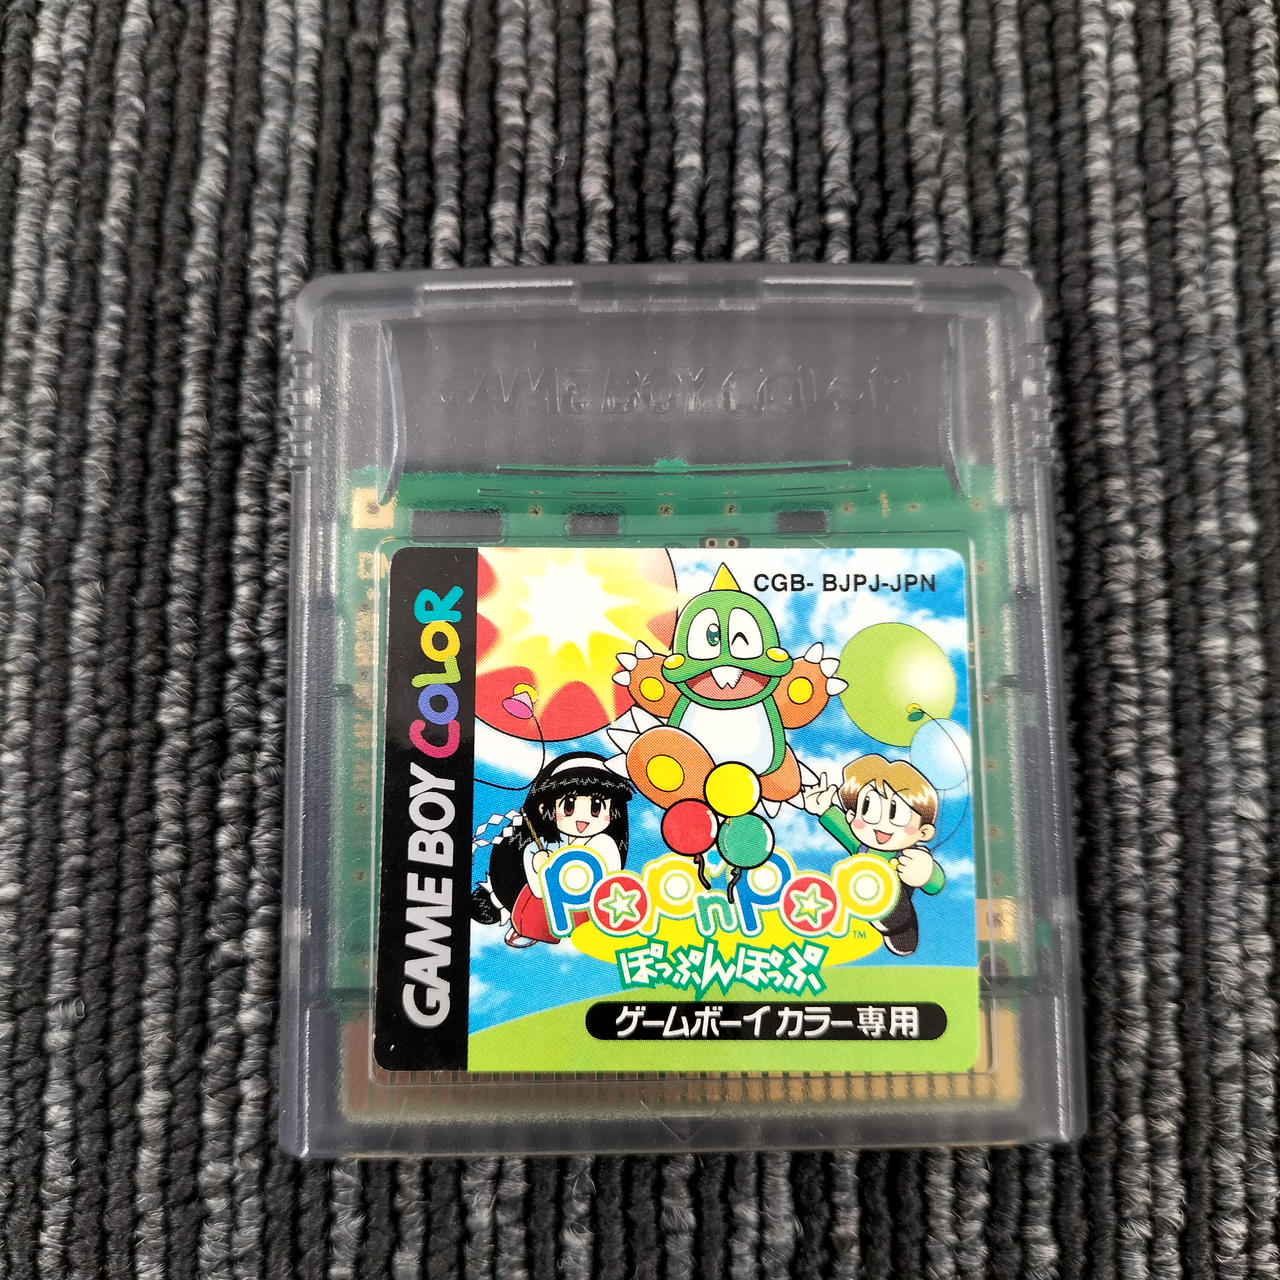 GAME BOY COLOR
GAME BOY COLOR
CGB- BJPJ-JPN
Pop'n Pop™
ぽっぷんぽっぷ
ゲームボーイカラー専用